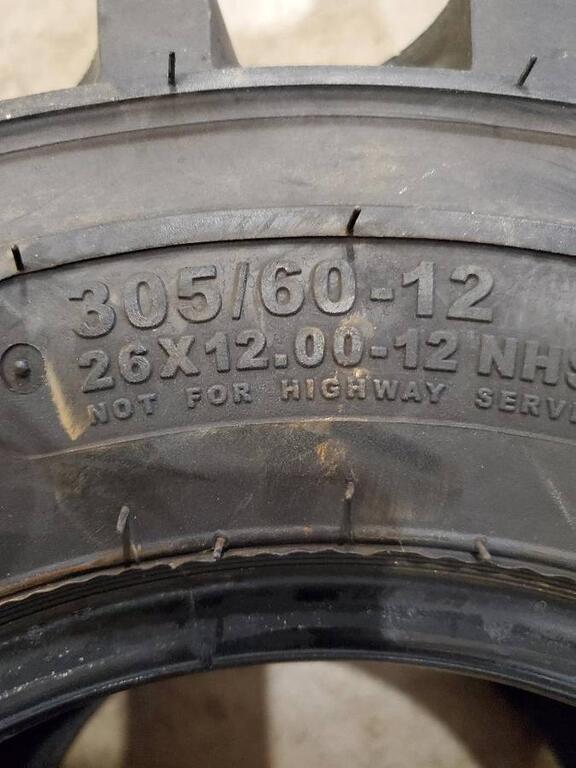 305/60-12
26X12.00-12 NHS
NOT FOR HIGHWAY